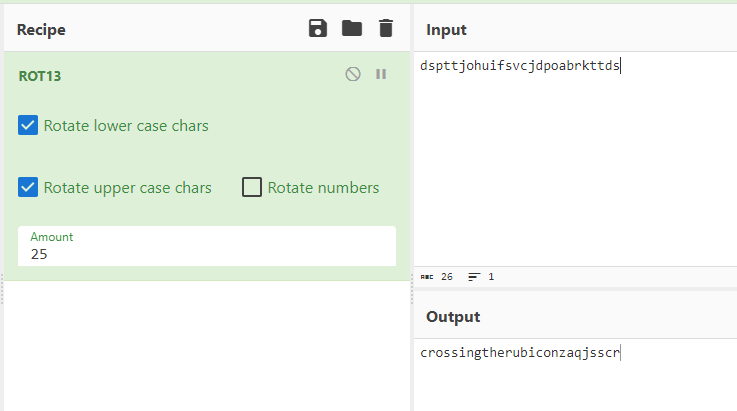 Recipe
ROT13
Rotate lower case chars
Rotate upper case chars
Rotate numbers
Amount
25
Input
dspttjohuifsvcjdpoabrkttds
ABC 26
1
Output
crossingtherubiconzaqjsscr